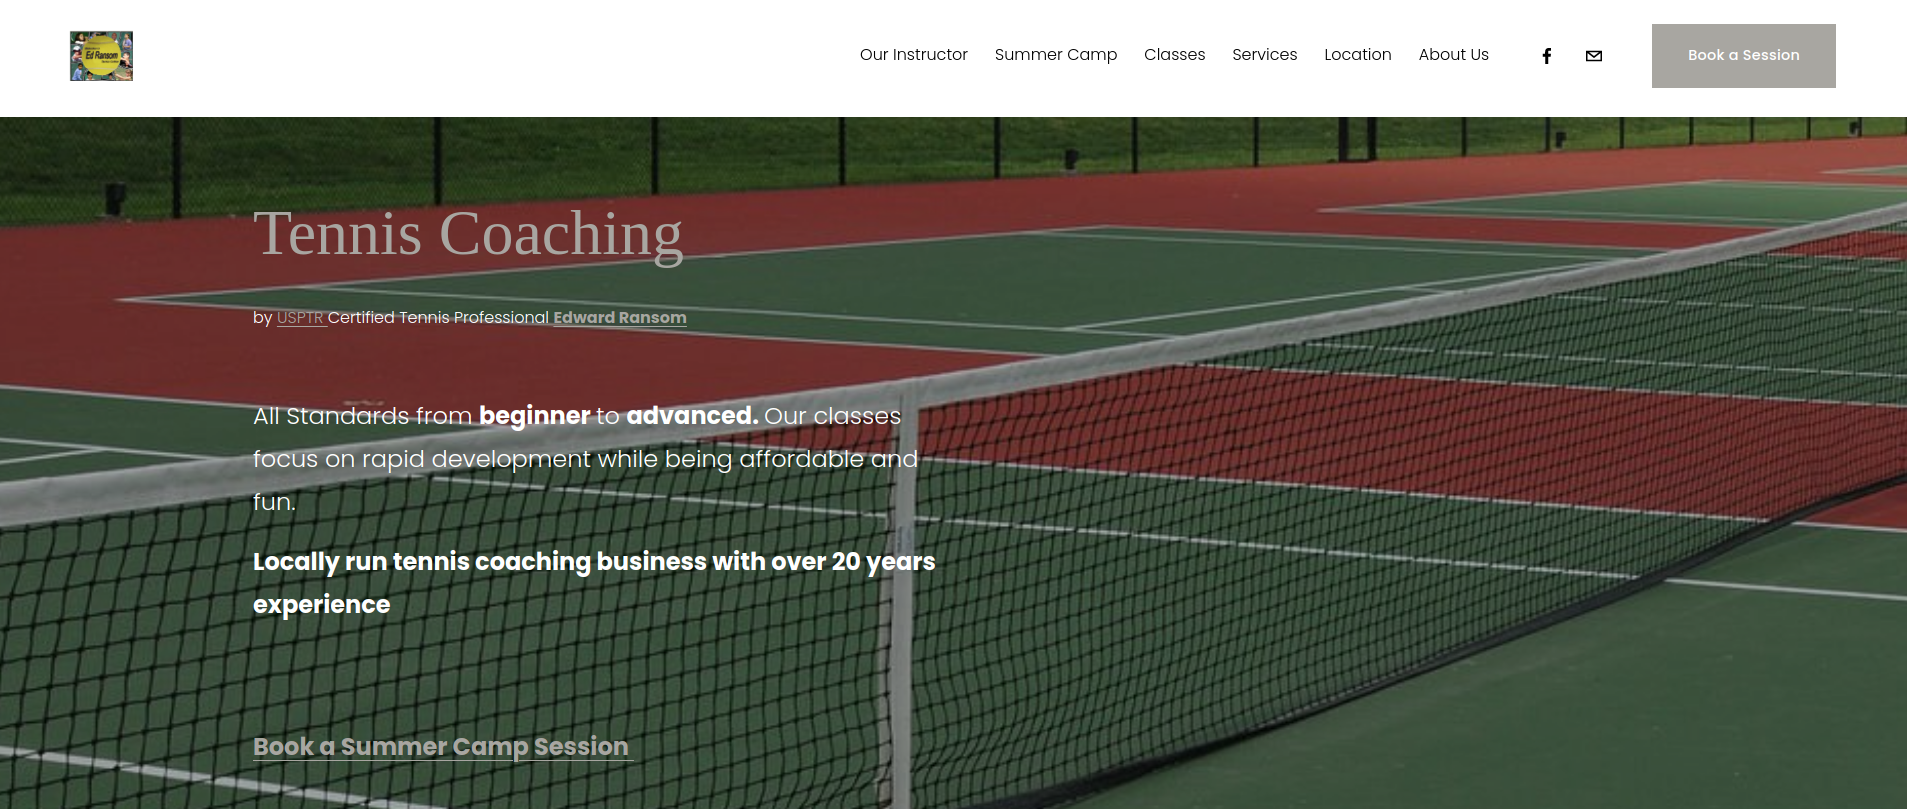 Ed Ransom
Our Instructor
Summer Camp
Classes
Services
Location
About Us
Book a Session
Tennis Coaching
by USPTR Certified Tennis Professional Edward Ransom
All Standards from beginner to advanced. Our classes
focus on rapid development while being affordable and
fun.
Locally run tennis coaching business with over 20 years
experience
Book a Summer Camp Session